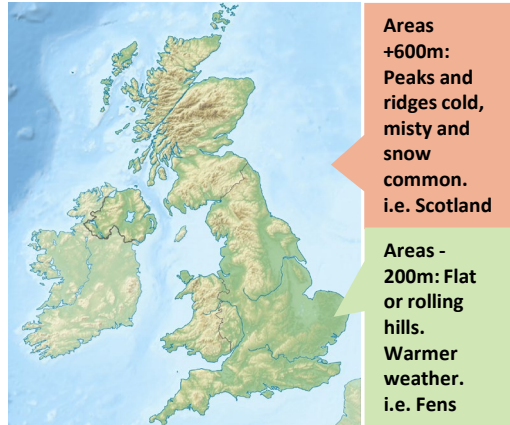 Areas
+600m:
Peaks and
ridges cold,
misty and
snow
common.
i.e. Scotland
Areas -
200m: Flat
or rolling
hills.
Warmer
weather.
i.e. Fens